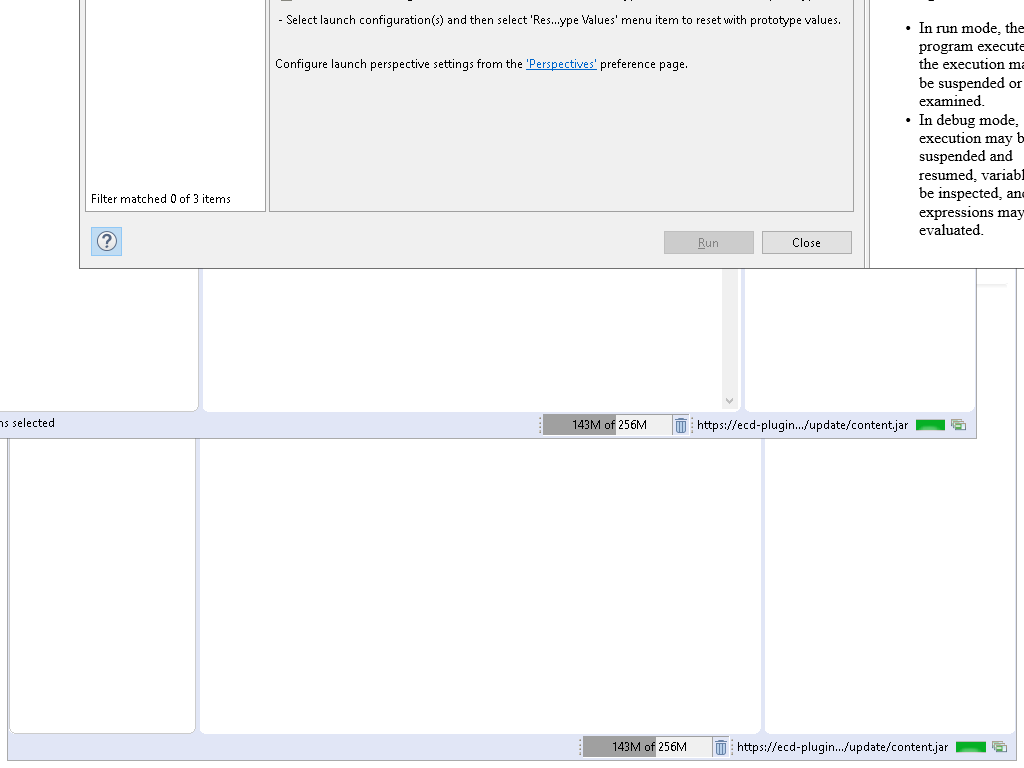 - Select launch configuration(s) and then select 'Res...ype Values' menu item to reset with prototype values.
Configure launch perspective settings from the 'Perspectives' preference page.
Filter matched 0 of 3 items
Run
Close
In run mode, the
program execute
the execution ma
be suspended or
examined.
In debug mode,
execution may b
suspended and
resumed, variabl
be inspected, and
expressions may
evaluated.
ns selected
143M of 256M
https://ecd-plugin.../update/content.jar
143M of 256M
https://ecd-plugin.../update/content.jar